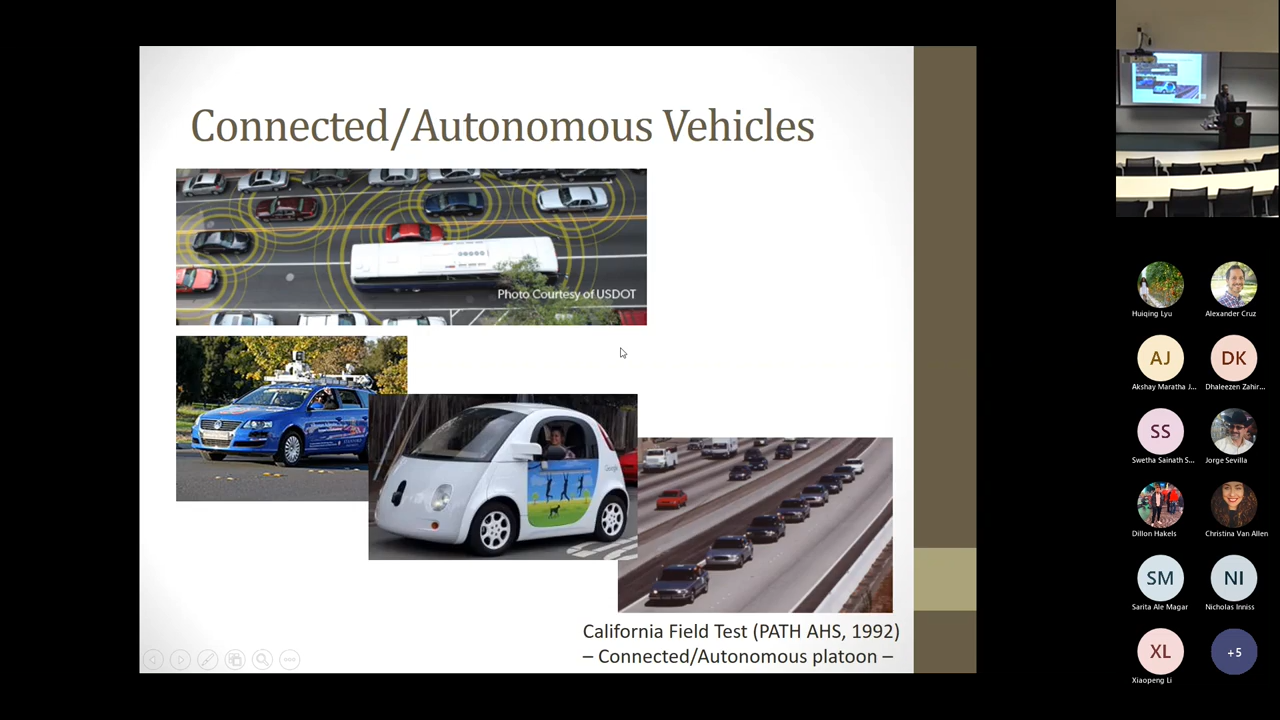 Connected/Autonomous Vehicles
Photo Courtesy of USDOT
Google
California Field Test (PATH AHS, 1992)
– Connected/Autonomous platoon –
Huiqing Lyu
Alexander Cruz
AJ
DK
Akshay Maratha J...
Dhaleezen Zahir...
SS
Swetha Sainath S...
Jorge Sevilla
Dillon Hakels
Christina Van Allen
SM
NI
Sarita Ale Magar
Nicholas Inniss
XL
+5
Xiaopeng Li